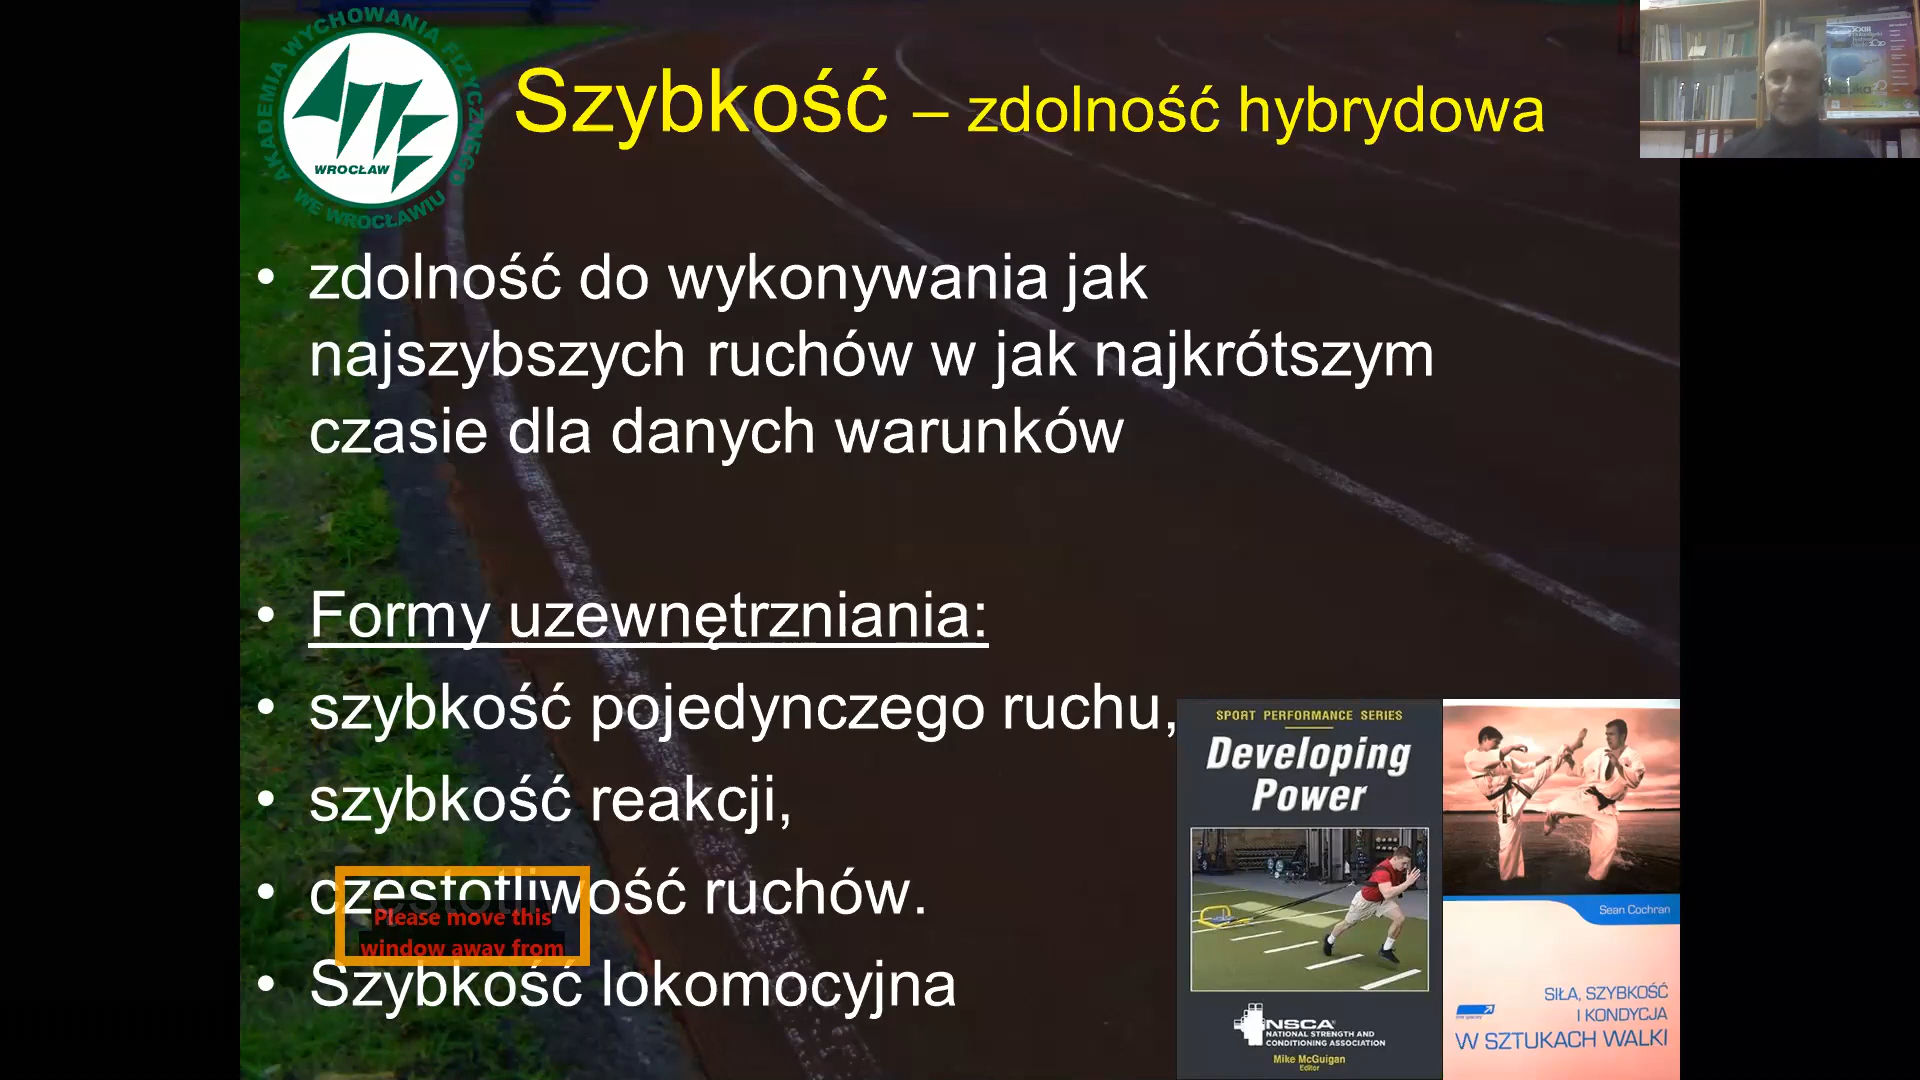 AKADEMIA WYCHOWANIA FIZYCZNEGO
WE WROCŁAWIU
WROCŁAW
Szybkość – zdolność hybrydowa
• zdolność do wykonywania jak
najszybszych ruchów w jak najkrótszym
czasie dla danych warunków
• Formy uzewnętrzniania:
• szybkość pojedynczego ruchu,
• szybkość reakcji,
• częstotliwość ruchów.
Please move this
window away from
• Szybkość lokomocyjna
SPORT PERFORMANCE SERIES
Developing
Power
NSCA
NATIONAL STRENGTH AND
CONDITIONING ASSOCIATION
Mike McGuigan
Editor
Sean Cochran
SIŁA, SZYBKOŚĆ
I KONDYCJA
W SZTUKACH WALKI